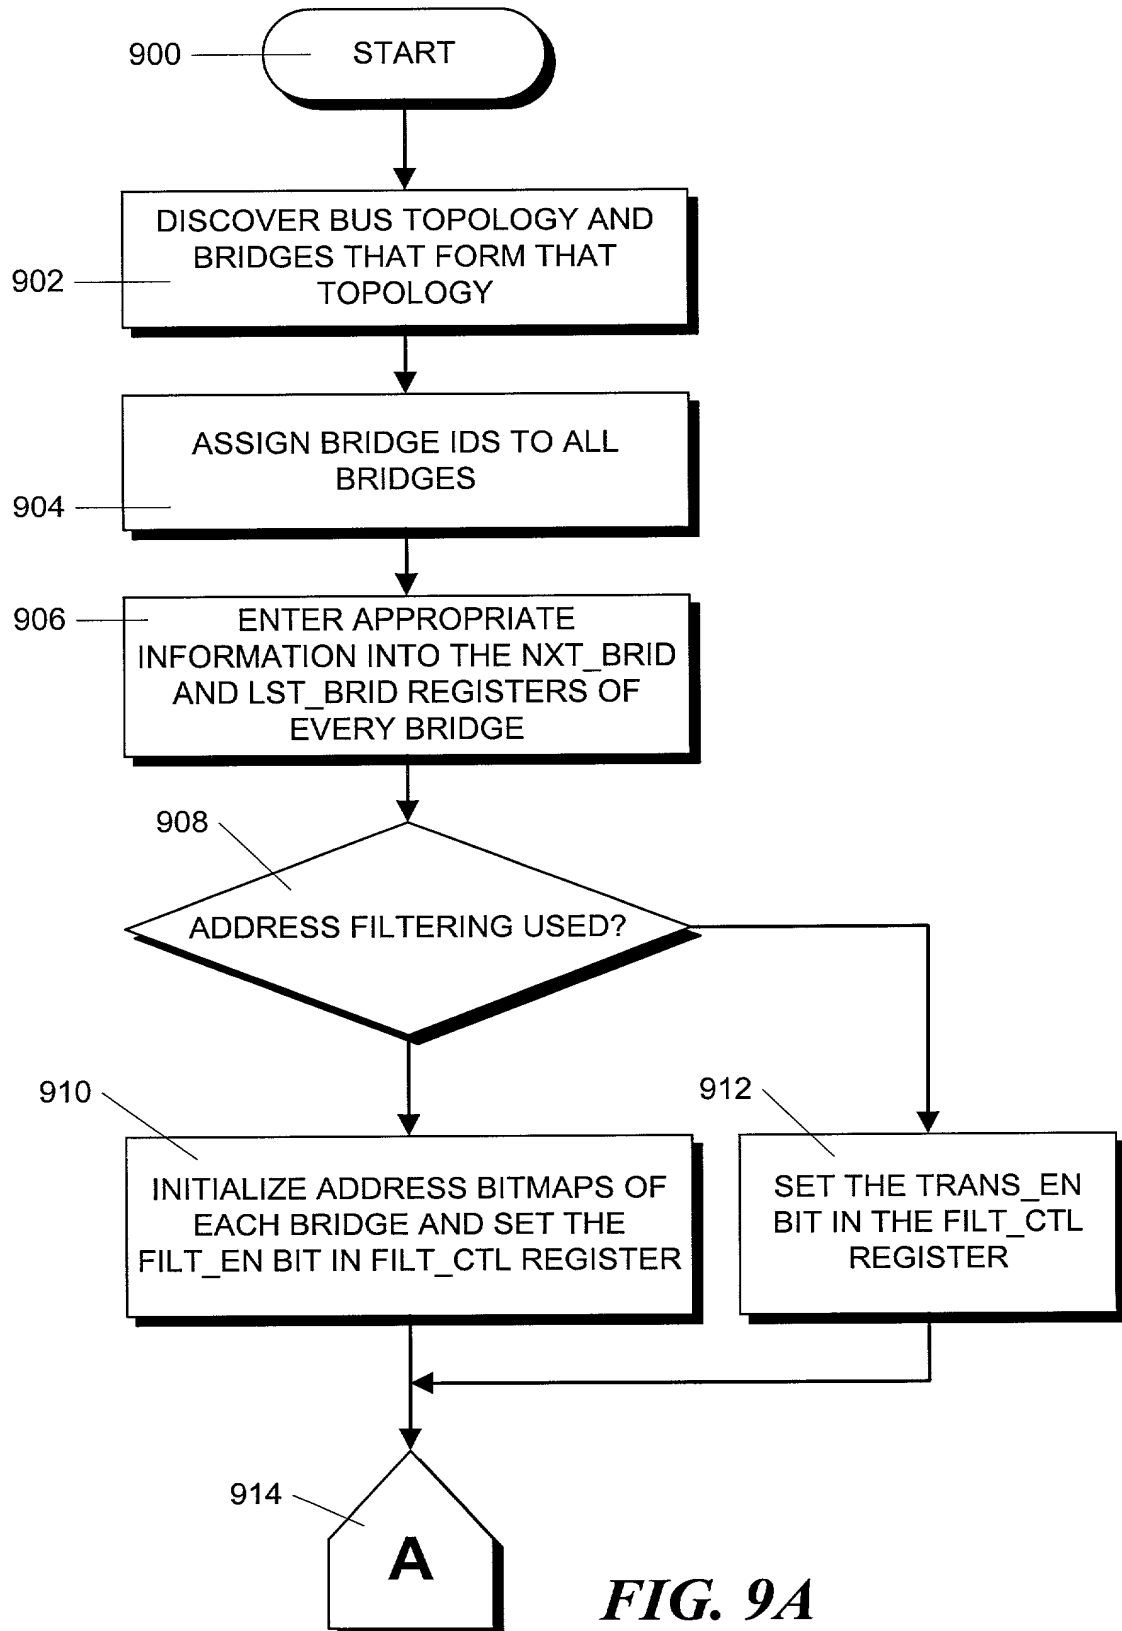 900
START
DISCOVER BUS TOPOLOGY AND
BRIDGES THAT FORM THAT
TOPOLOGY
902
ASSIGN BRIDGE IDS TO ALL
BRIDGES
904
906
ENTER APPROPRIATE
INFORMATION INTO THE NXT_BRID
AND LST_BRID REGISTERS OF
EVERY BRIDGE
908
ADDRESS FILTERING USED?
910
INITIALIZE ADDRESS BITMAPS OF
EACH BRIDGE AND SET THE
FILT_EN BIT IN FILT_CTL REGISTER
912
SET THE TRANS_EN
BIT IN THE FILT_CTL
REGISTER
914
A
FIG. 9A